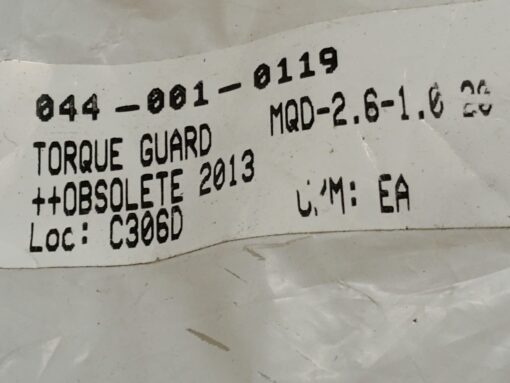 044-001-0119
MQD-2.6-1.0
TORQUE GUARD
++OBSOLETE 2013
Loc: C306D
EA